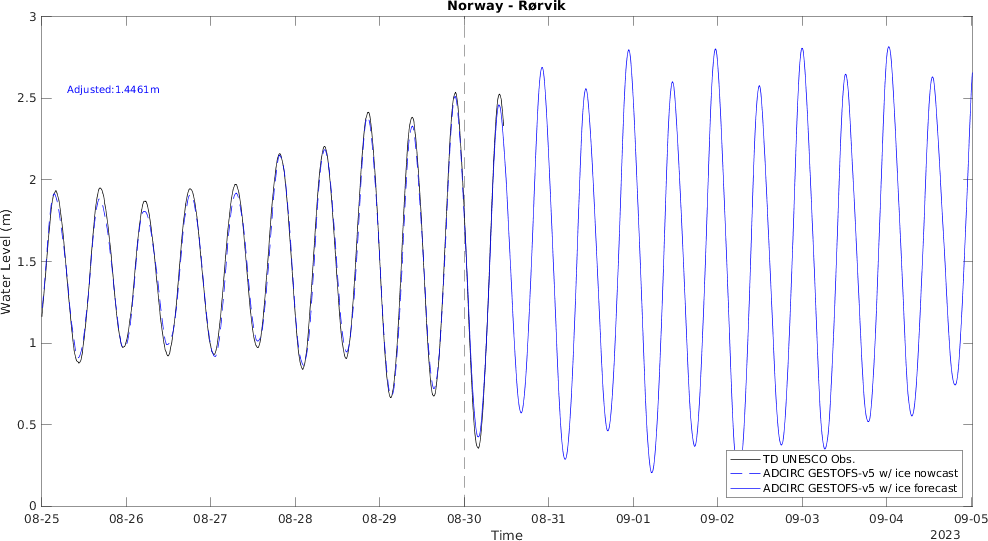 Norway - Rørvik
3
2.5
2
1.5
1
0.5
0
Water Level (m)
Adjusted:1.4461m
TD UNESCO Obs.
ADCIRC GESTOFS-v5 w/ ice nowcast
ADCIRC GESTOFS-v5 w/ ice forecast
08-25 08-26 08-27 08-28 08-29 08-30 08-31 09-01 09-02 09-03 09-04 09-05
Time
2023